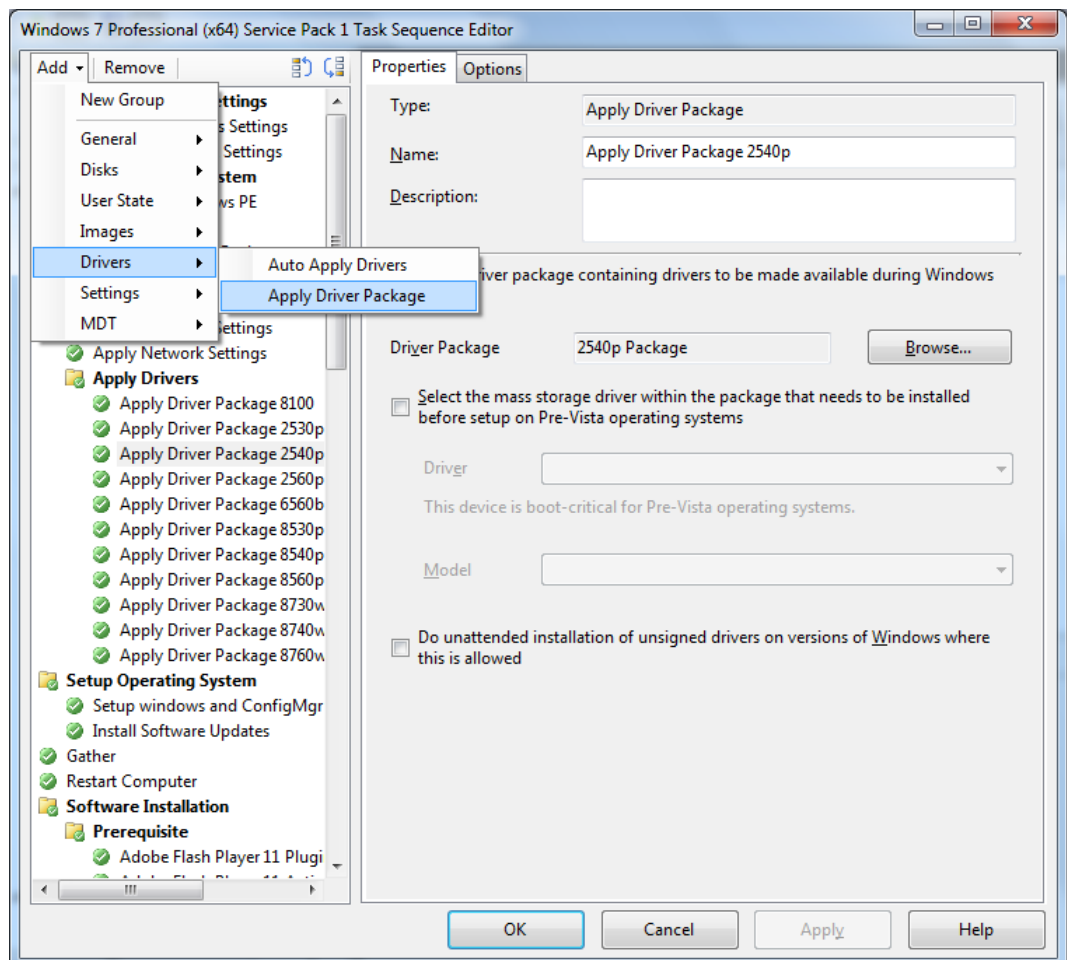 Windows 7 Professional (x64) Service Pack 1 Task Sequence Editor
Add Remove
New Group
General
Disks
User State
Images
Drivers
Settings
MDT
Auto Apply Drivers
Apply Driver Package
ettings
s Settings
Settings
stem
ws PE
ettings
Apply Network Settings
Apply Drivers
Apply Driver Package 8100
Apply Driver Package 2530p
Apply Driver Package 2540p
Apply Driver Package 2560p
Apply Driver Package 6560b
Apply Driver Package 8530p
Apply Driver Package 8540p
Apply Driver Package 8560p
Apply Driver Package 8730w
Apply Driver Package 8740w
Apply Driver Package 8760w
Setup Operating System
Setup windows and ConfigMgr
Install Software Updates
Gather
Restart Computer
Software Installation
Prerequisite
Adobe Flash Player 11 Plugi
Properties Options
Type: Apply Driver Package
Name: Apply Driver Package 2540p
Description:
iver package containing drivers to be made available during Windows
Driver Package 2540p Package Browse...
Select the mass storage driver within the package that needs to be installed
before setup on Pre-Vista operating systems
Driver
This device is boot-critical for Pre-Vista operating systems.
Model
Do unattended installation of unsigned drivers on versions of Windows where
this is allowed
OK Cancel Apply Help